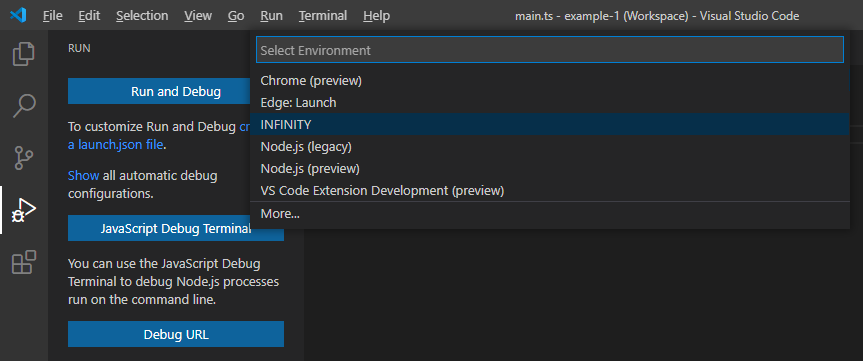 File Edit Selection View Go Run Terminal Help
main.ts - example-1 (Workspace) - Visual Studio Code
RUN
Run and Debug
To customize Run and Debug
a launch.json file.
Show all automatic debug
configurations.
JavaScript Debug Terminal
You can use the JavaScript Debug
Terminal to debug Node.js processes
run on the command line.
Debug URL
Select Environment
Chrome (preview)
Edge: Launch
INFINITY
Node.js (legacy)
Node.js (preview)
VS Code Extension Development (preview)
More...